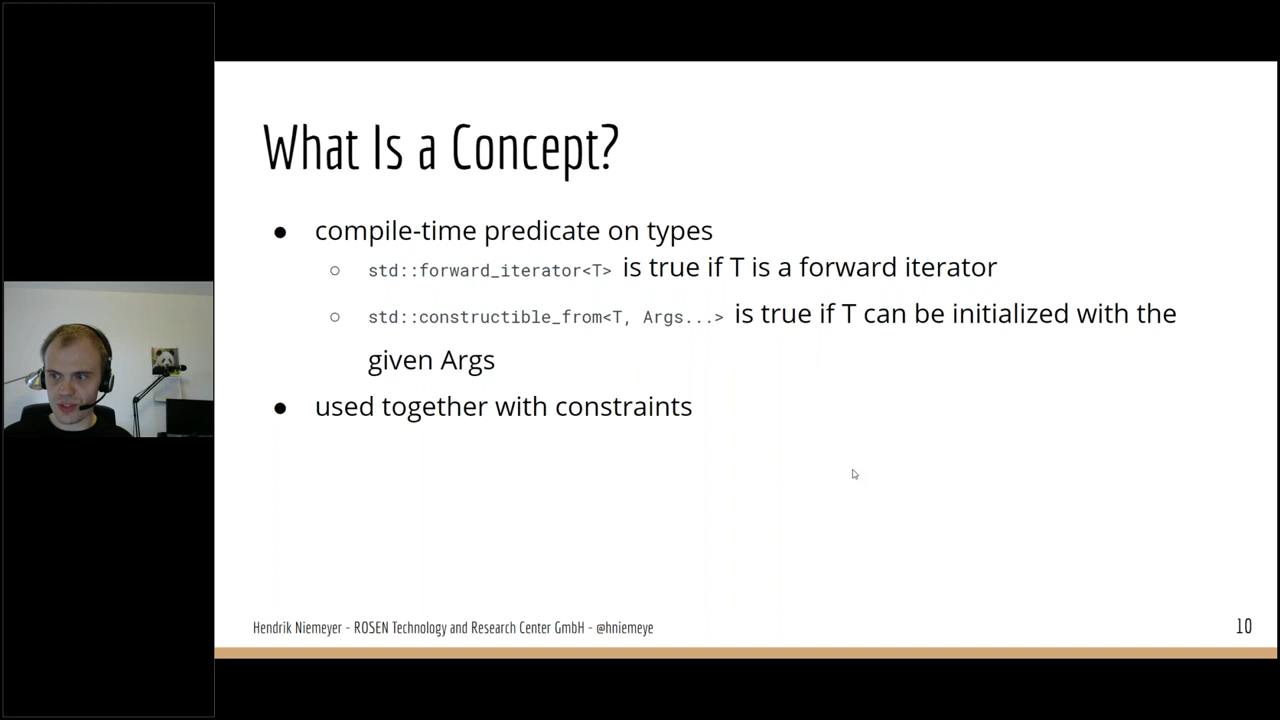 What Is a Concept?
● compile-time predicate on types
○ std::forward_iterator<T> is true if T is a forward iterator
○ std::constructible_from<T, Args...> is true if T can be initialized with the
given Args
● used together with constraints
Hendrik Niemeyer - ROSEN Technology and Research Center GmbH - @hniemeye
10